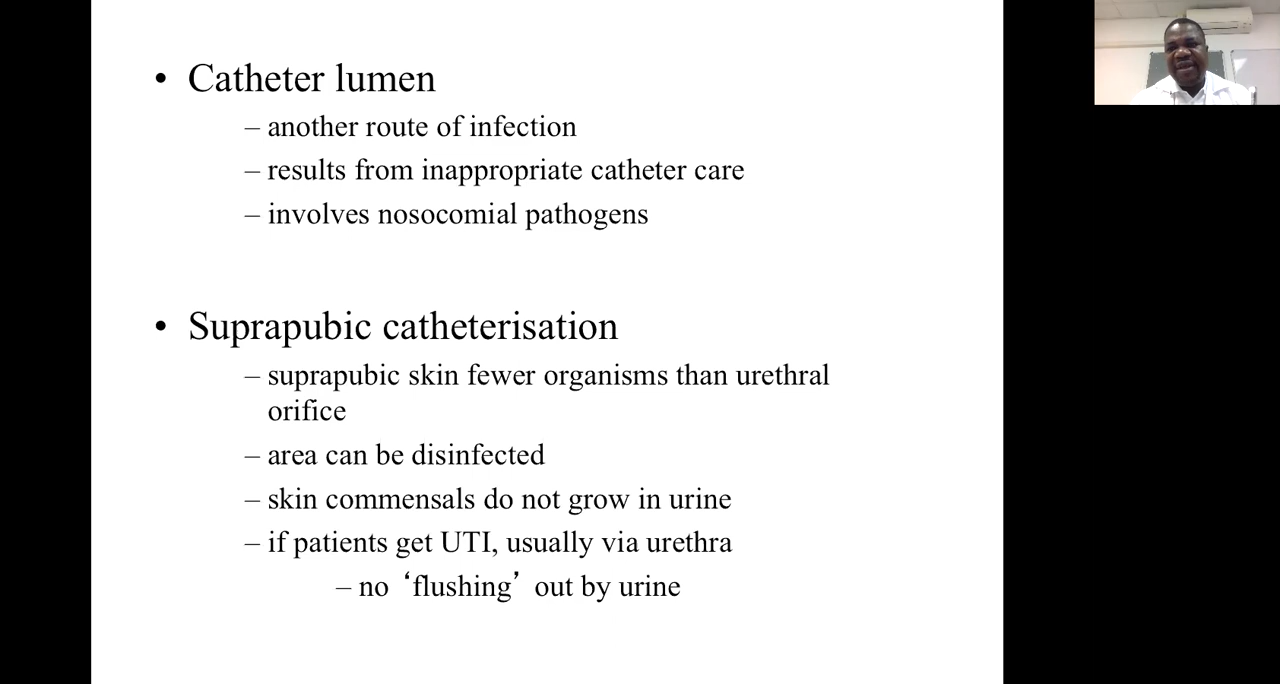 • Catheter lumen
– another route of infection
– results from inappropriate catheter care
– involves nosocomial pathogens
• Suprapubic catheterisation
– suprapubic skin fewer organisms than urethral
orifice
– area can be disinfected
– skin commensals do not grow in urine
– if patients get UTI, usually via urethra
– no ‘flushing’ out by urine